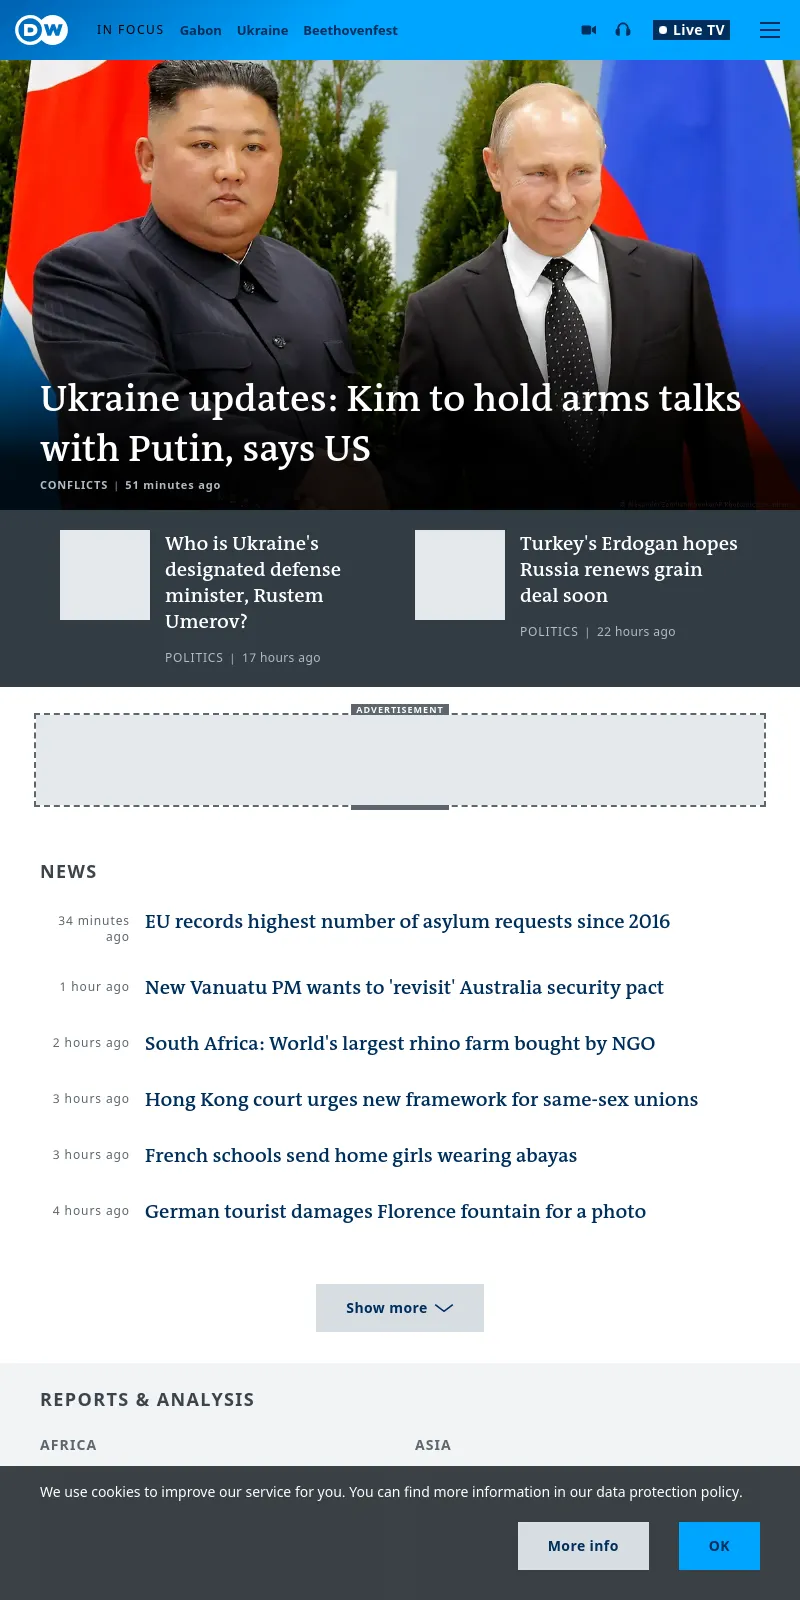 DW
IN FOCUS Gabon Ukraine Beethovenfest Live TV
Ukraine updates: Kim to hold arms talks
with Putin, says US
CONFLICTS | 51 minutes ago
Who is Ukraine's
designated defense
minister, Rustem
Umerov?
POLITICS | 17 hours ago
Turkey's Erdogan hopes
Russia renews grain
deal soon
POLITICS | 22 hours ago
ADVERTISEMENT
NEWS
34 minutes
ago
EU records highest number of asylum requests since 2016
1 hour ago New Vanuatu PM wants to 'revisit' Australia security pact
2 hours ago South Africa: World's largest rhino farm bought by NGO
3 hours ago Hong Kong court urges new framework for same-sex unions
3 hours ago French schools send home girls wearing abayas
4 hours ago German tourist damages Florence fountain for a photo
Show more
REPORTS & ANALYSIS
AFRICA ASIA
We use cookies to improve our service for you. You can find more information in our data protection policy.
More info OK